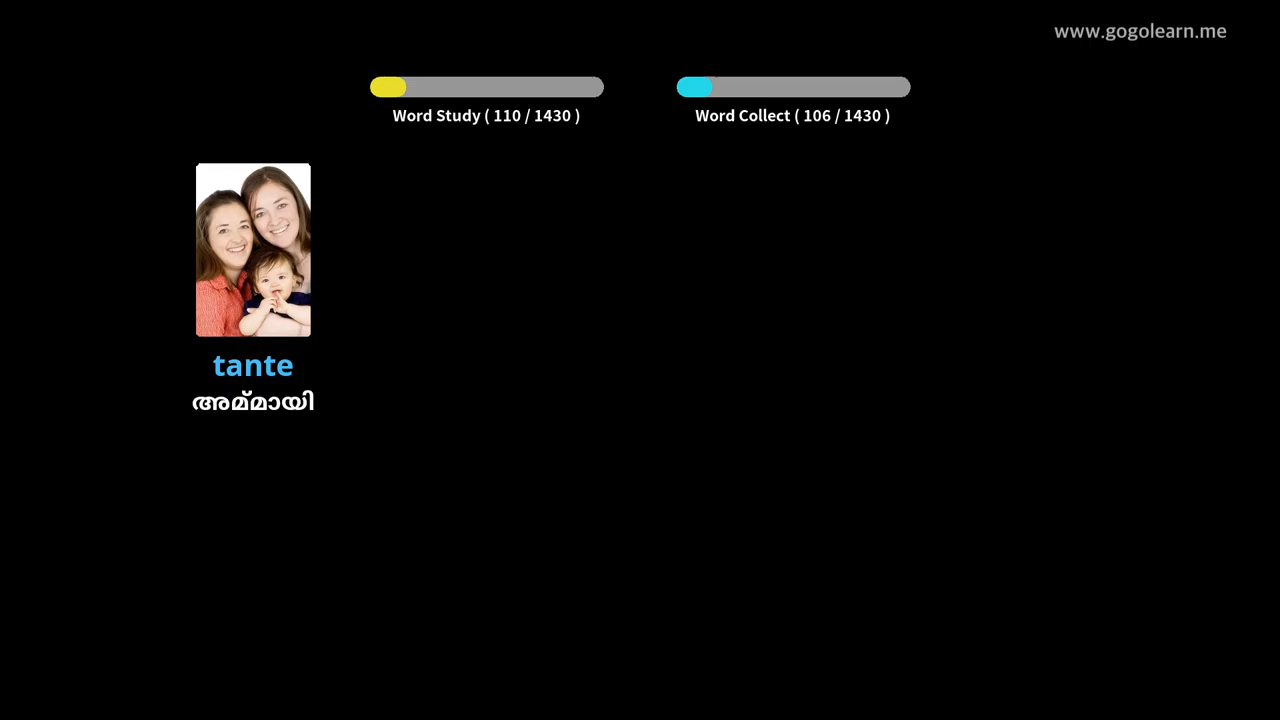 www.gogolearn.me
Word Study ( 110 / 1430 )
Word Collect ( 106 / 1430 )
tante
അമ്മായി